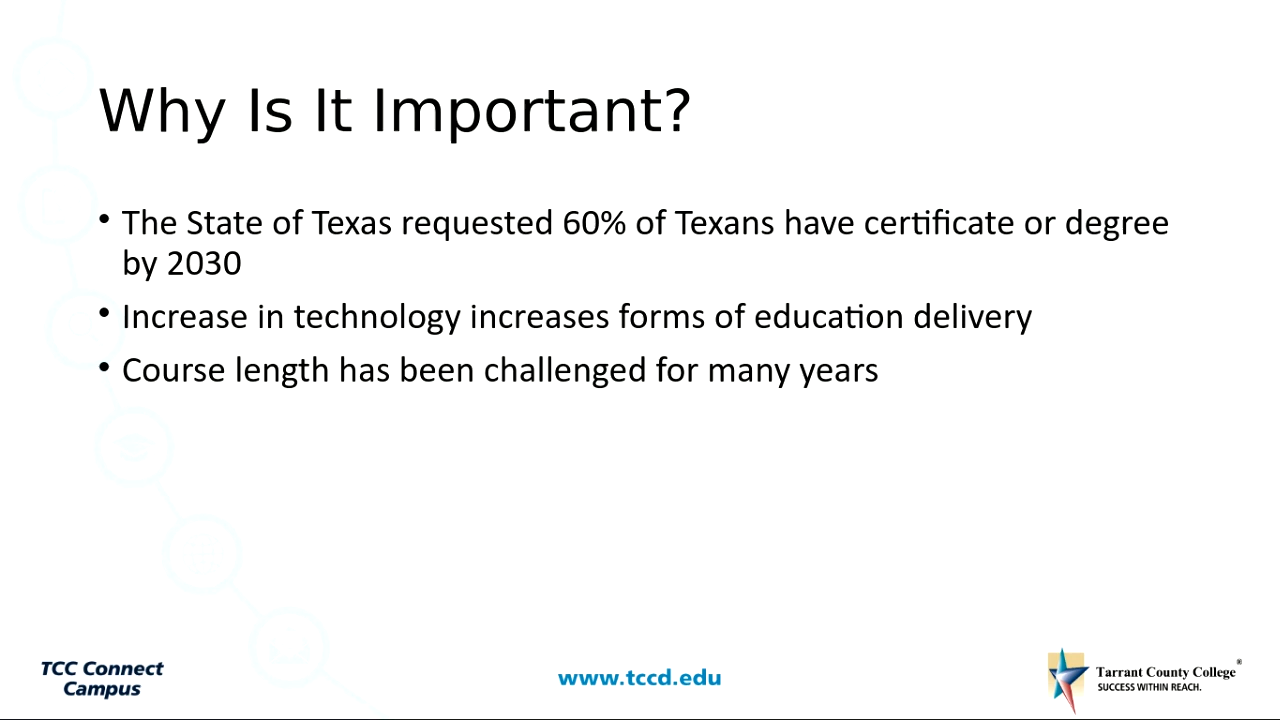 Why Is It Important?
• The State of Texas requested 60% of Texans have certificate or degree
by 2030
• Increase in technology increases forms of education delivery
• Course length has been challenged for many years
TCC Connect
Campus
www.tccd.edu
Tarrant County College®
SUCCESS WITHIN REACH.